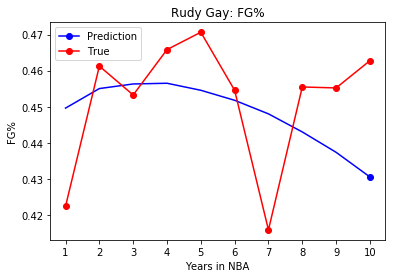 Rudy Gay: FG%
Prediction
True
0.47
0.46
0.45
0.44
0.43
0.42
FG%
1 2 3 4 5 6 7 8 9 10
Years in NBA